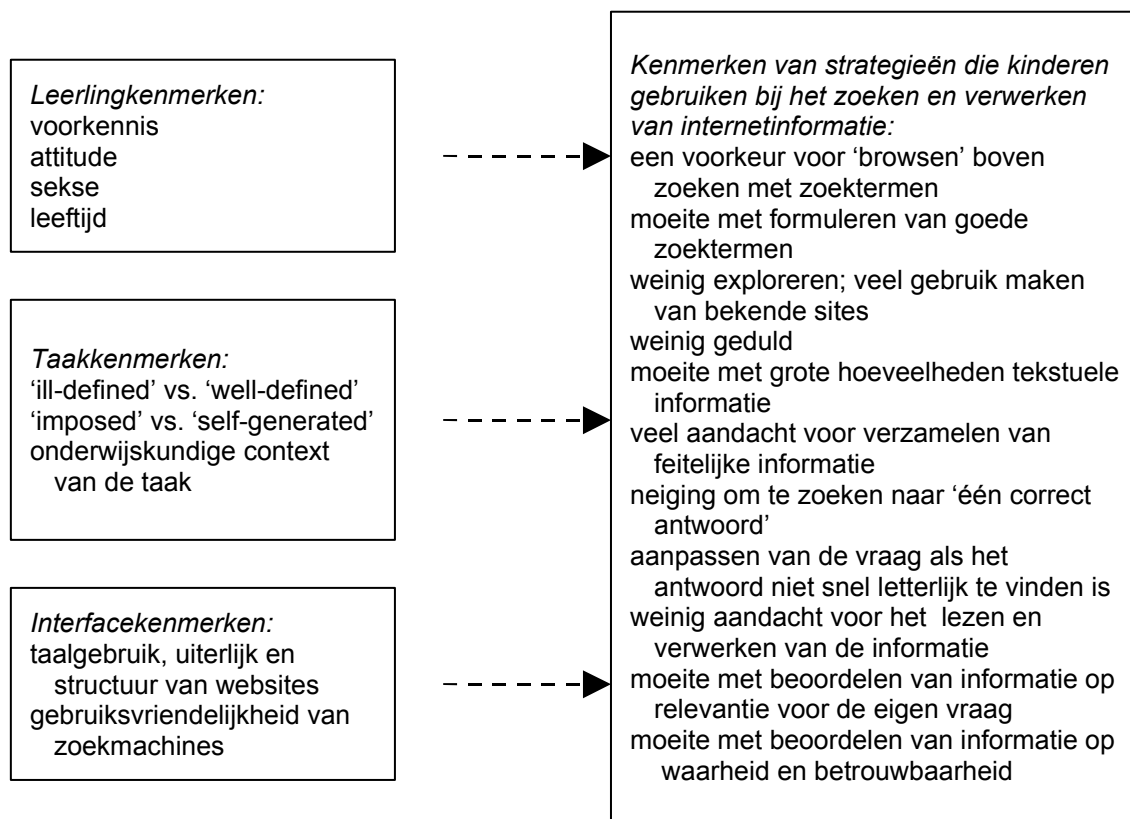 Leerlingkenmerken:
voorkennis
attitude
sekse
leeftijd
Taakkenmerken:
‘ill-defined’ vs. ‘well-defined’
‘imposed’ vs. ‘self-generated’
onderwijskundige context
van de taak
Interfacekenmerken:
taalgebruik, uiterlijk en
structuur van websites
gebruiksvriendelijkheid van
zoekmachines
Kenmerken van strategieën die kinderen
gebruiken bij het zoeken en verwerken
van internetinformatie:
een voorkeur voor ‘browsen’ boven
zoeken met zoektermen
moeite met formuleren van goede
zoektermen
weinig exploreren; veel gebruik maken
van bekende sites
weinig geduld
moeite met grote hoeveelheden tekstuele
informatie
veel aandacht voor verzamelen van
feitelijke informatie
neiging om te zoeken naar ‘één correct
antwoord’
aanpassen van de vraag als het
antwoord niet snel letterlijk te vinden is
weinig aandacht voor het lezen en
verwerken van de informatie
moeite met beoordelen van informatie op
relevantie voor de eigen vraag
moeite met beoordelen van informatie op
waarheid en betrouwbaarheid